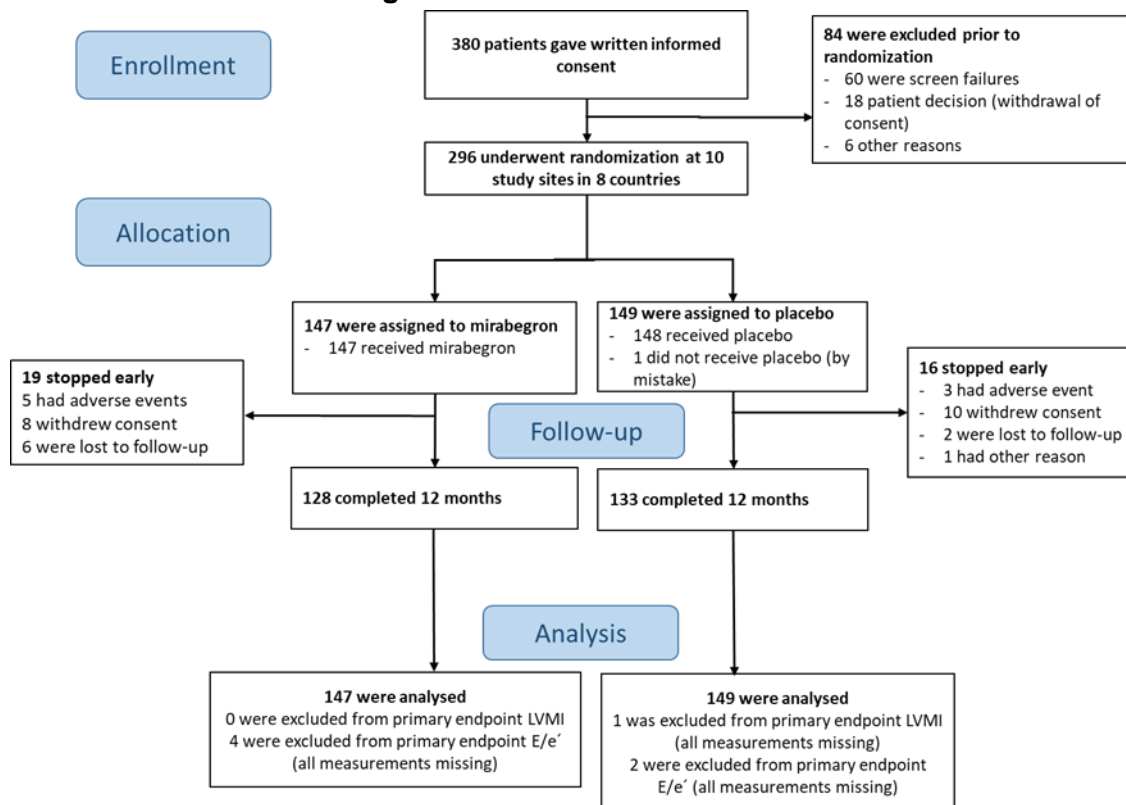 Enrollment
380 patients gave written informed
consent
84 were excluded prior to
randomization
- 60 were screen failures
- 18 patient decision (withdrawal of
consent)
- 6 other reasons
296 underwent randomization at 10
study sites in 8 countries
Allocation
147 were assigned to mirabegron
- 147 received mirabegron
149 were assigned to placebo
- 148 received placebo
- 1 did not receive placebo (by
mistake)
19 stopped early
5 had adverse events
8 withdrew consent
6 were lost to follow-up
16 stopped early
- 3 had adverse event
- 10 withdrew consent
- 2 were lost to follow-up
- 1 had other reason
Follow-up
128 completed 12 months
133 completed 12 months
Analysis
147 were analysed
0 were excluded from primary endpoint LVMI
4 were excluded from primary endpoint E/e´
(all measurements missing)
149 were analysed
1 was excluded from primary endpoint LVMI
(all measurements missing)
2 were excluded from primary endpoint
E/e´ (all measurements missing)